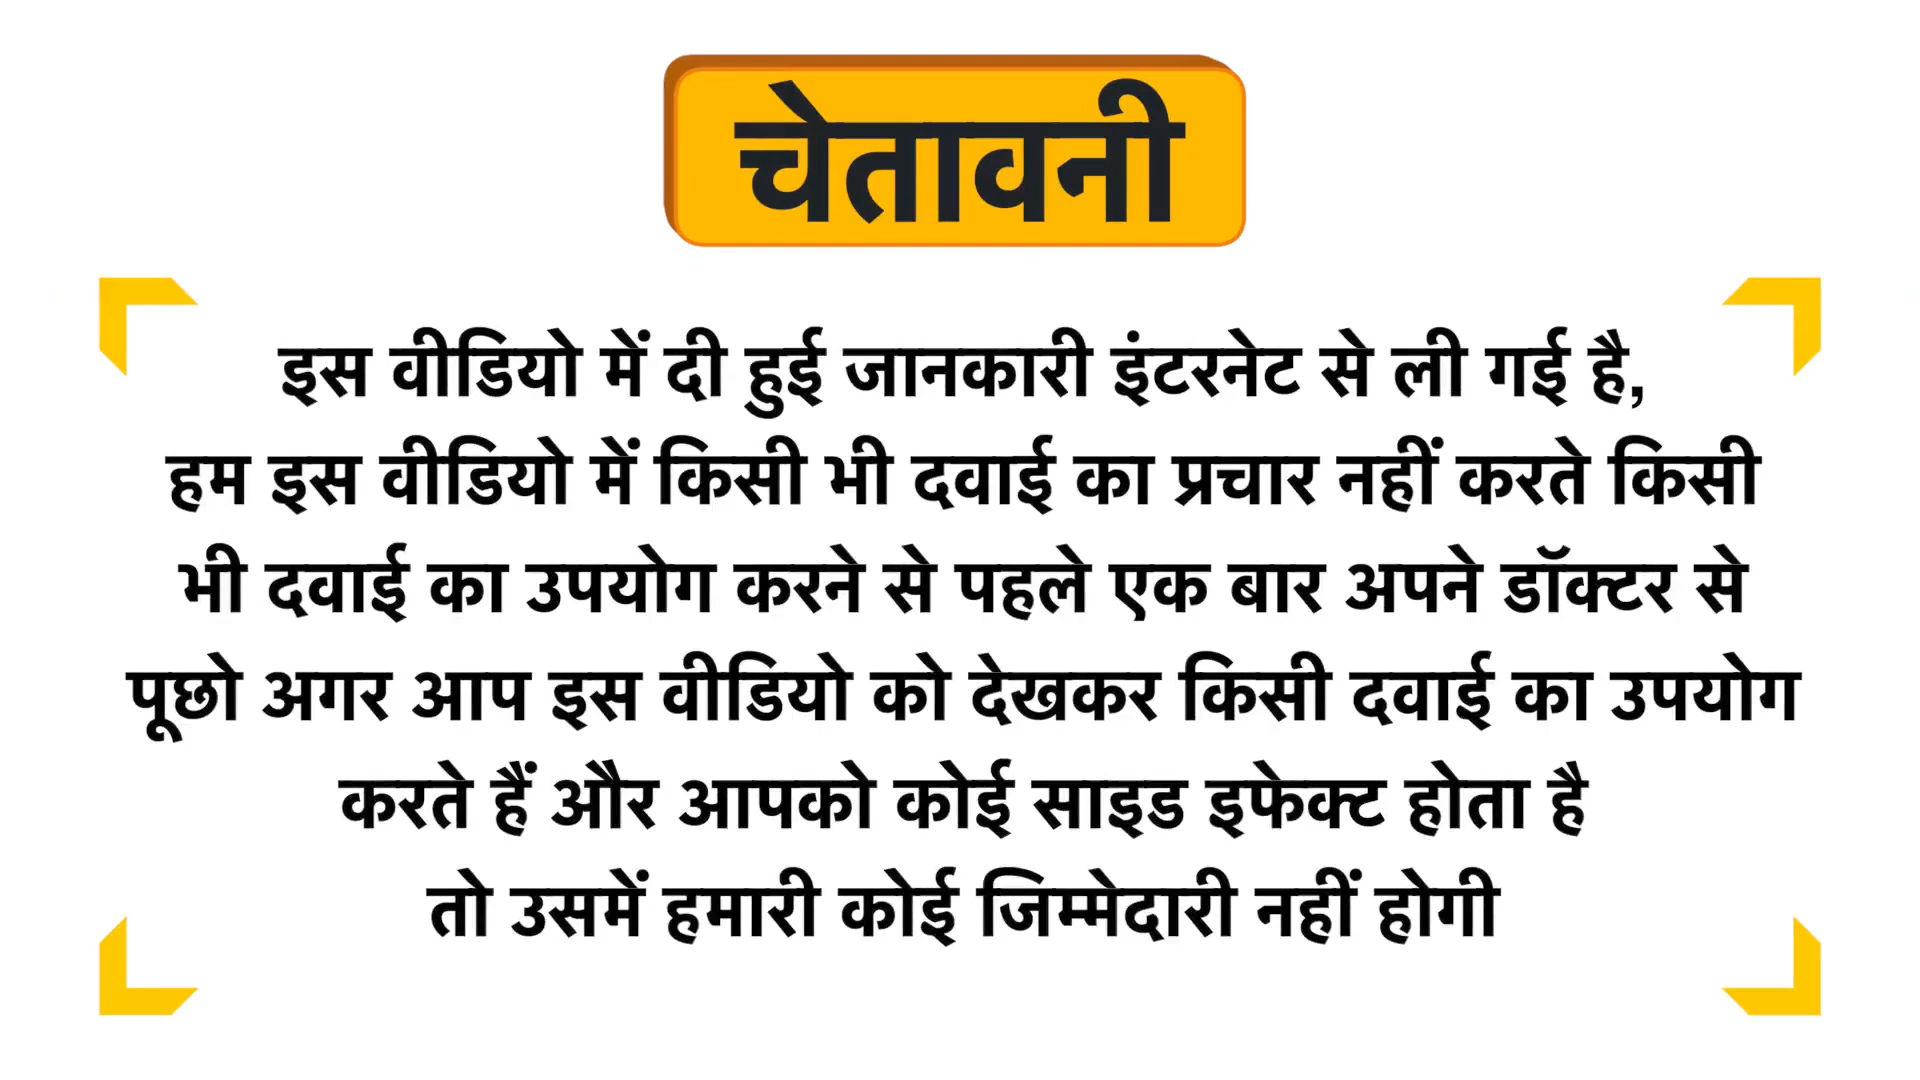 चेतावनी
इस वीडियो में दी हुई जानकारी इंटरनेट से ली गई है,
हम इस वीडियो में किसी भी दवाई का प्रचार नहीं करते किसी
भी दवाई का उपयोग करने से पहले एक बार अपने डॉक्टर से
पूछो अगर आप इस वीडियो को देखकर किसी दवाई का उपयोग
करते हैं और आपको कोई साइड इफेक्ट होता है
तो उसमें हमारी कोई जिम्मेदारी नहीं होगी